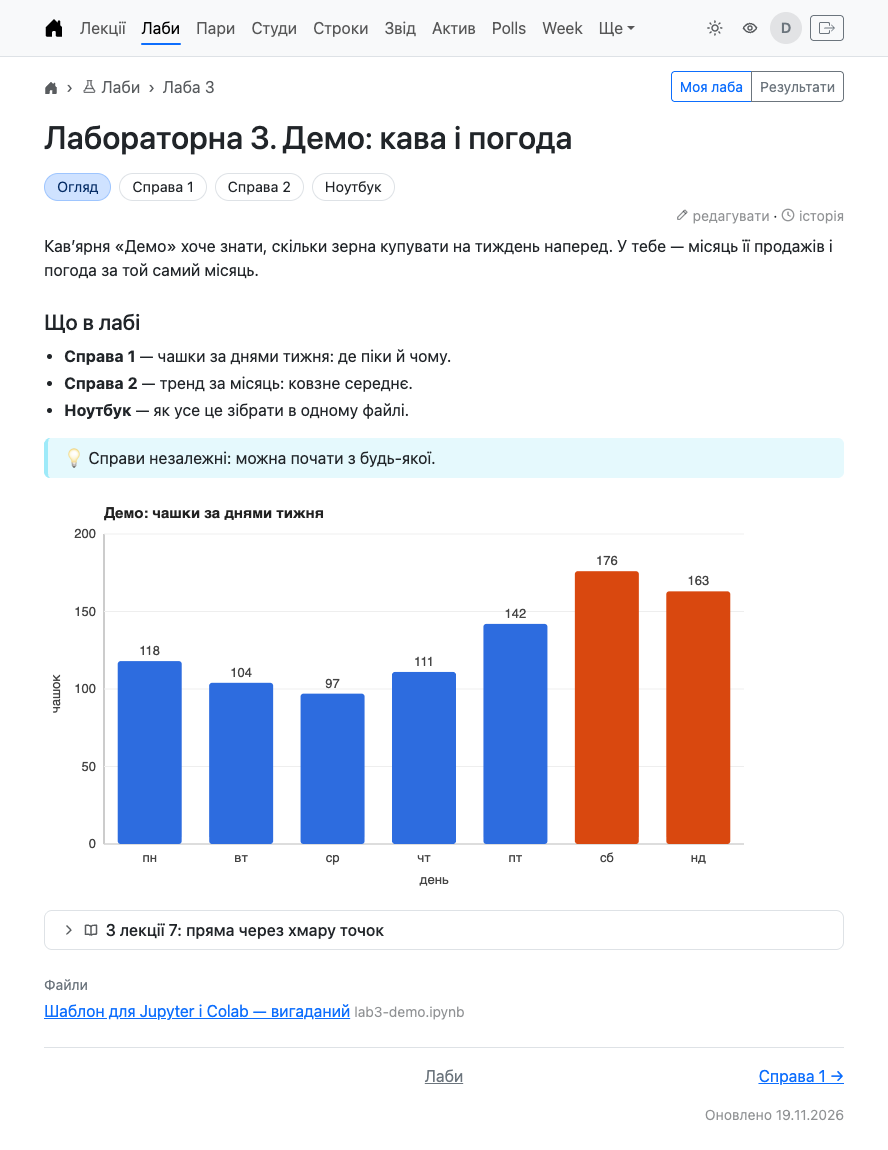 Лекції Лаби Пари Студи Строки Звід Актив Polls Week Ще D
› Лаби › Лаба 3
Моя лаба Результати
Лабораторна 3. Демо: кава і погода
Огляд Справа 1 Справа 2 Ноутбук
редагувати · історія
Кав’ярня «Демо» хоче знати, скільки зерна купувати на тиждень наперед. У тебе — місяць її продажів і
погода за той самий місяць.
Що в лабі
• Справа 1 — чашки за днями тижня: де піки й чому.
• Справа 2 — тренд за місяць: ковзне середнє.
• Ноутбук — як усе це зібрати в одному файлі.
💡 Справи незалежні: можна почати з будь-якої.
Демо: чашки за днями тижня
200
150
100
50
0
чашок
118 104 97 111 142 176 163
пн вт ср чт пт сб нд
день
З лекції 7: пряма через хмару точок
Файли
Шаблон для Jupyter і Colab — вигаданий lab3-demo.ipynb
Лаби Справа 1 →
Оновлено 19.11.2026